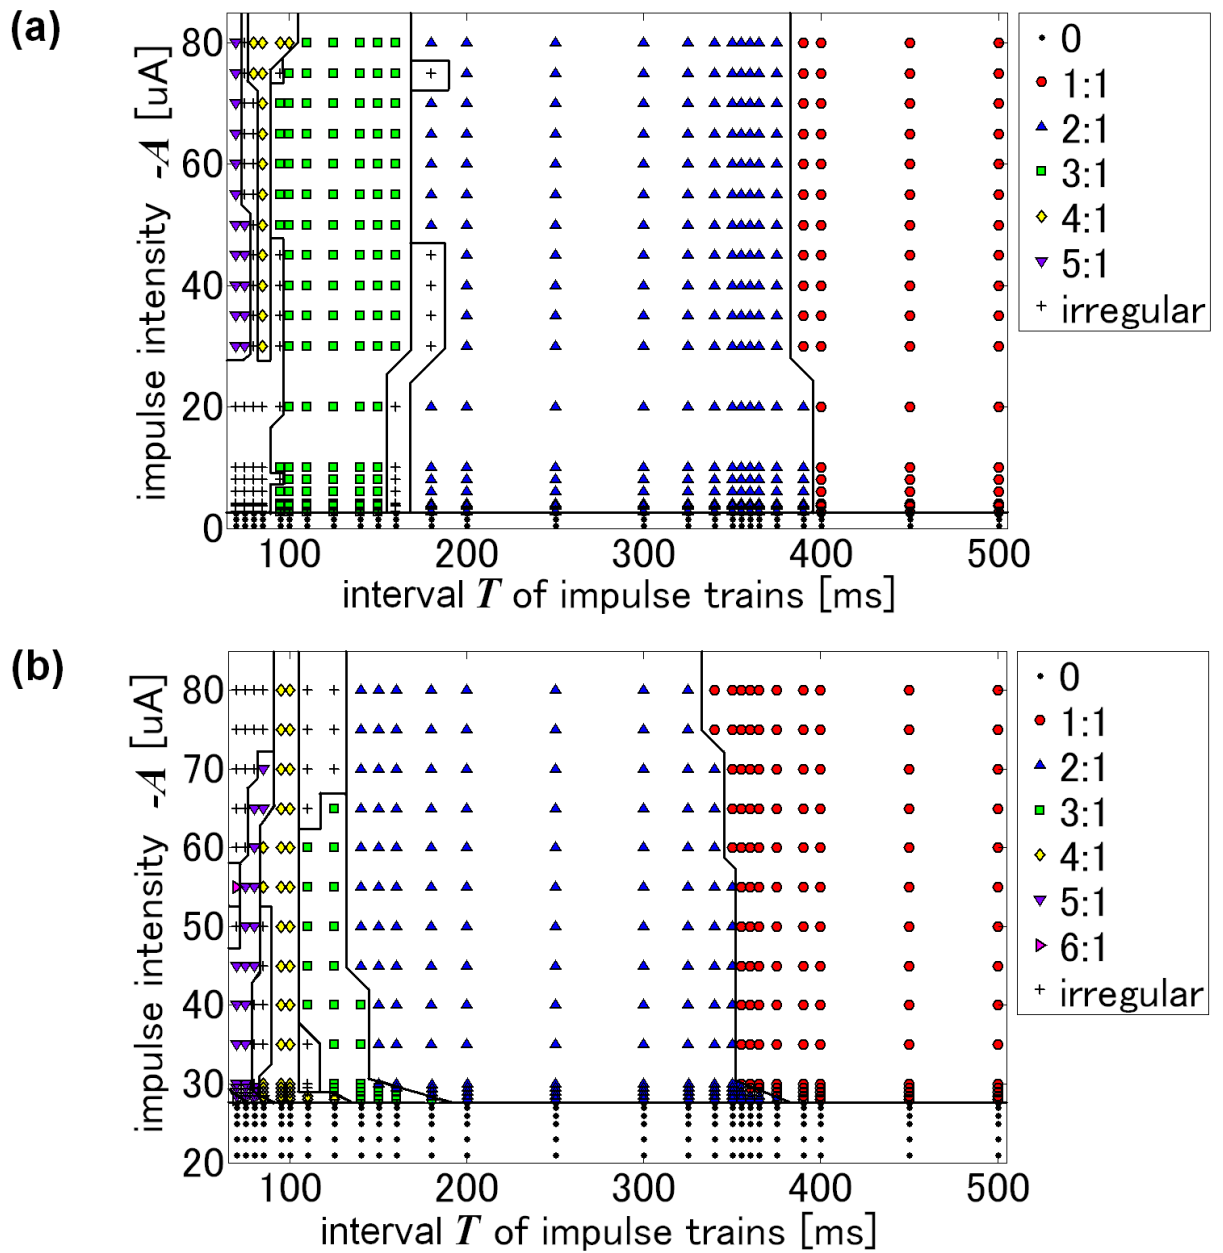 (a)
impulse intensity -A [uA]
80
60
40
20
0
100 200 300 400 500
interval T of impulse trains [ms]
0
1:1
2:1
3:1
4:1
5:1
irregular
(b)
impulse intensity -A [uA]
80
70
60
50
40
30
20
100 200 300 400 500
interval T of impulse trains [ms]
0
1:1
2:1
3:1
4:1
5:1
6:1
irregular